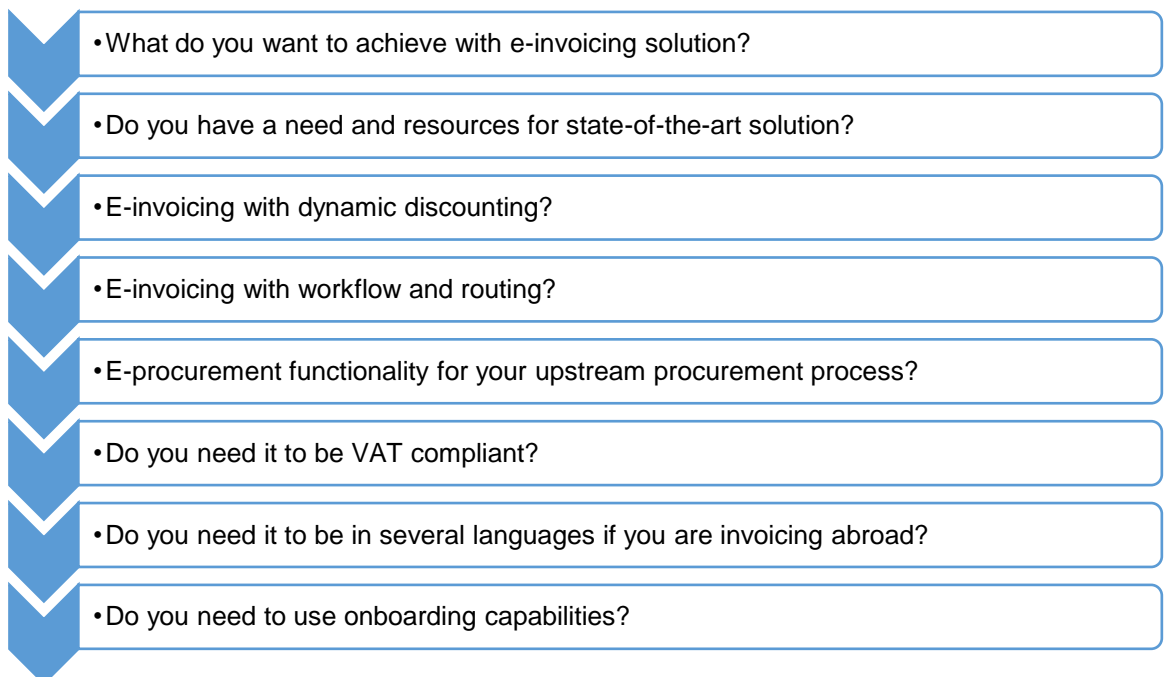 •What do you want to achieve with e-invoicing solution?
•Do you have a need and resources for state-of-the-art solution?
•E-invoicing with dynamic discounting?
•E-invoicing with workflow and routing?
•E-procurement functionality for your upstream procurement process?
•Do you need it to be VAT compliant?
•Do you need it to be in several languages if you are invoicing abroad?
•Do you need to use onboarding capabilities?